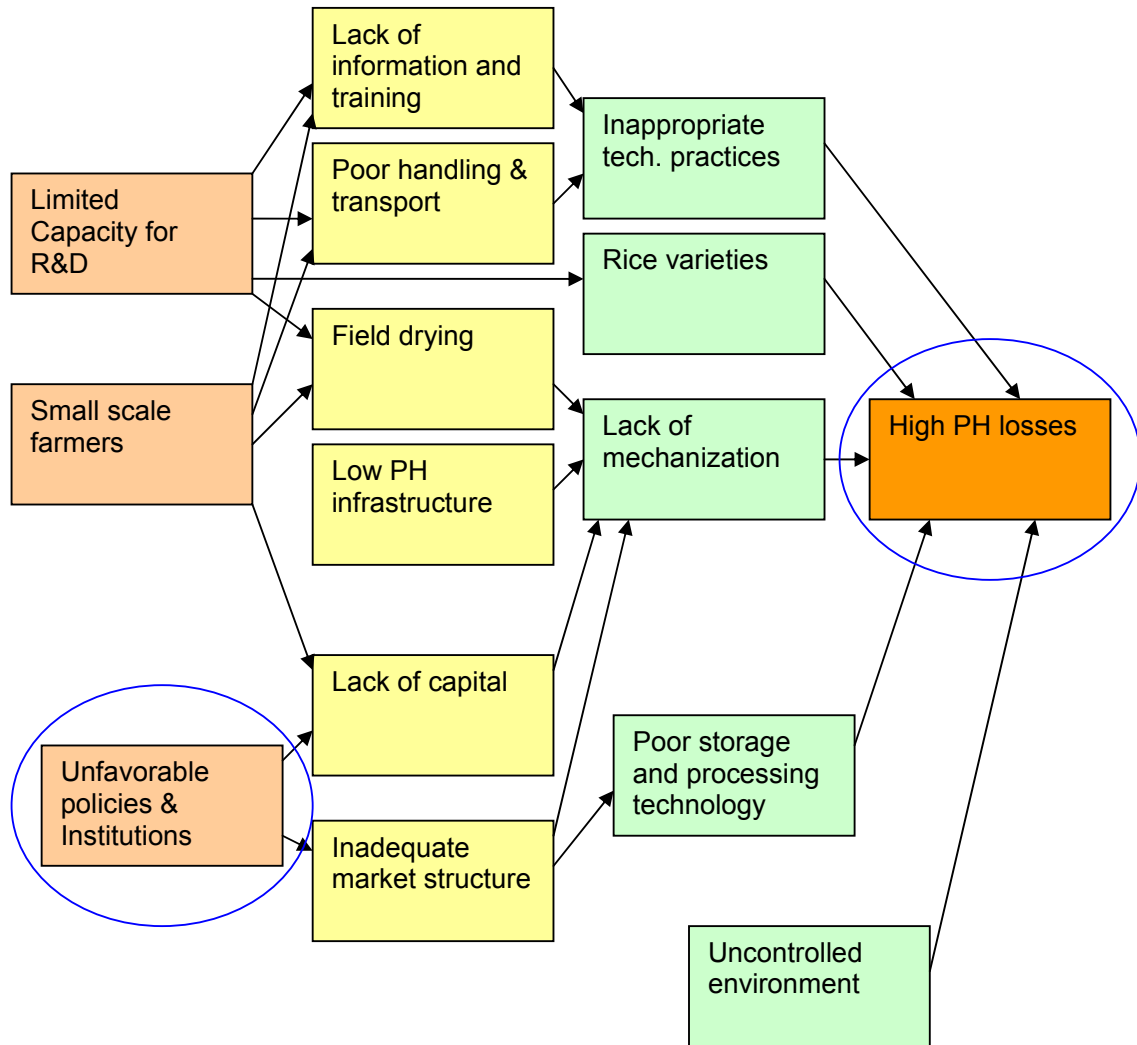 Lack of
information and
training
Poor handling &
transport
Limited
Capacity for
R&D
Field drying
Small scale
farmers
Low PH
infrastructure
Lack of capital
Unfavorable
policies &
Institutions
Inadequate
market structure
Inappropriate
tech. practices
Rice varieties
Lack of
mechanization
Poor storage
and processing
technology
Uncontrolled
environment
High PH losses